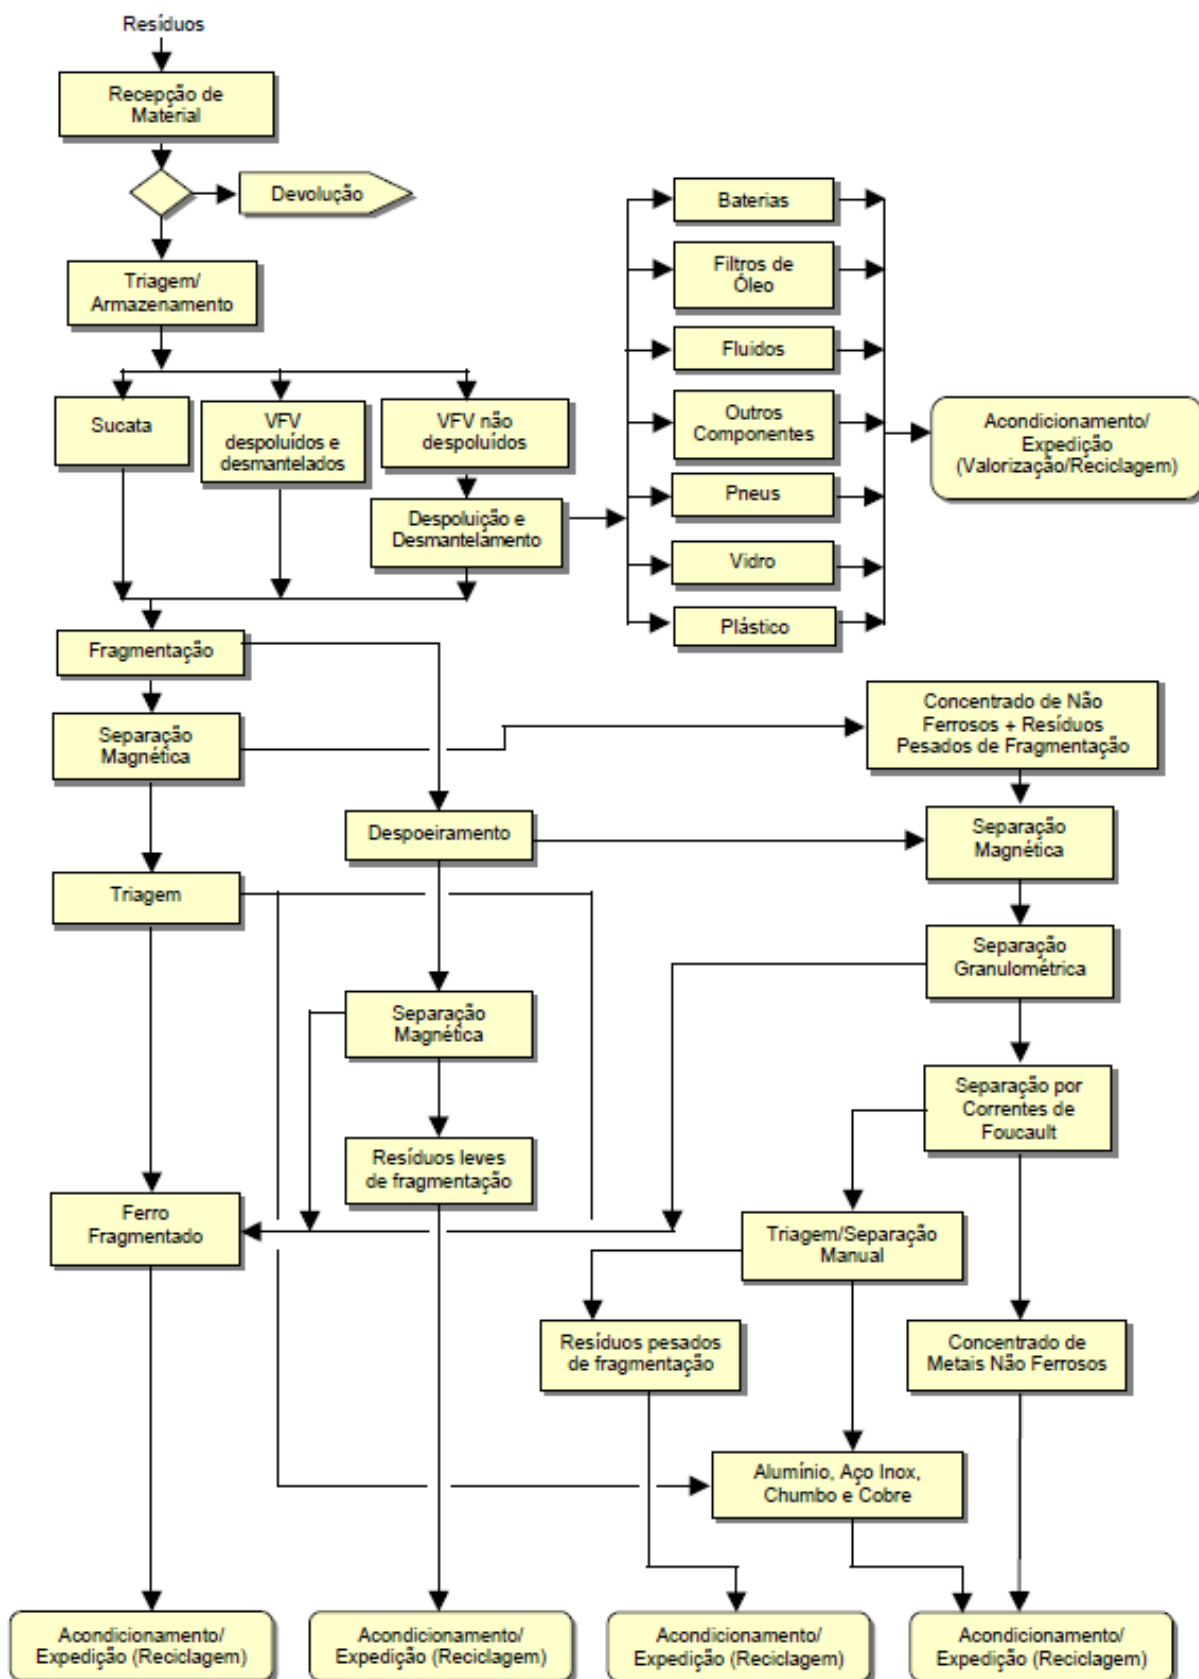 Resíduos
Recepção de
Material
Devolução
Triagem/
Armazenamento
Sucata
VFV
despoluídos e
desmantelados
VFV não
despoluídos
Despoluição e
Desmantelamento
Baterias
Filtros de
Óleo
Fluidos
Outros
Componentes
Pneus
Vidro
Plástico
Acondicionamento/
Expedição
(Valorização/Reciclagem)
Fragmentação
Separação
Magnética
Concentrado de Não
Ferrosos + Resíduos
Pesados de Fragmentação
Despoeiramento
Separação
Magnética
Triagem
Separação
Granulométrica
Separação
Magnética
Separação por
Correntes de
Foucault
Resíduos leves
de fragmentação
Ferro
Fragmentado
Triagem/Separação
Manual
Resíduos pesados
de fragmentação
Concentrado de
Metais Não Ferrosos
Alumínio, Aço Inox,
Chumbo e Cobre
Acondicionamento/
Expedição (Reciclagem)
Acondicionamento/
Expedição (Reciclagem)
Acondicionamento/
Expedição (Reciclagem)
Acondicionamento/
Expedição (Reciclagem)